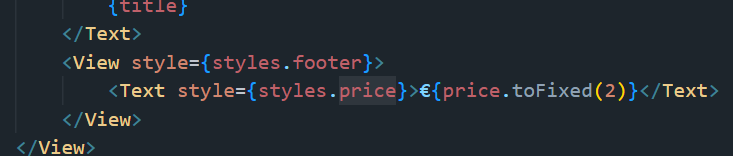 {title}
</Text>
<View style={styles.footer}>
<Text style={styles.price}>€{price.toFixed(2)}</Text>
</View>
</View>